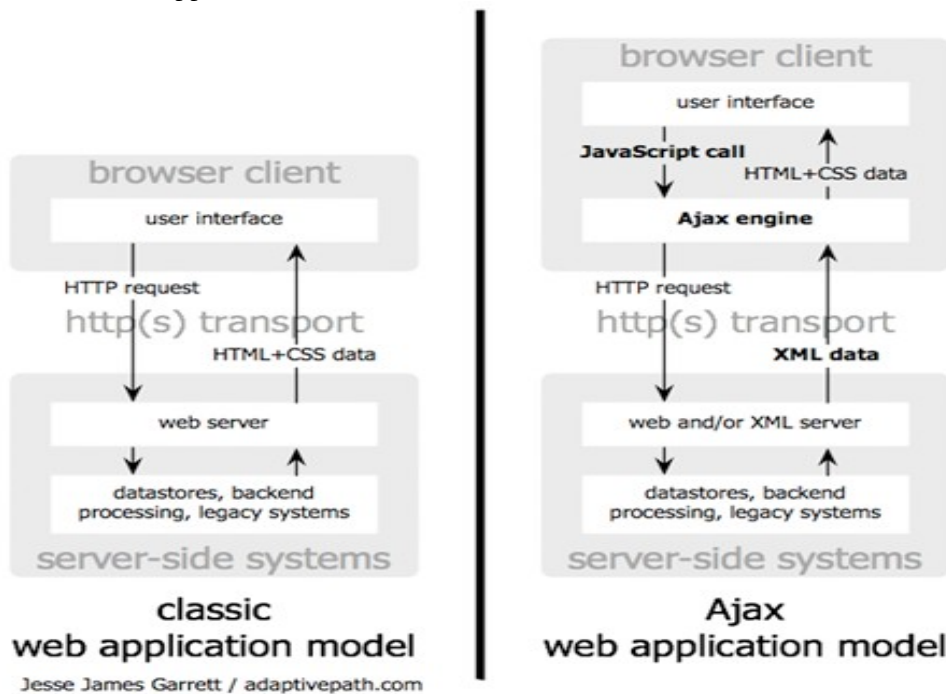 browser client
user interface
HTTP request
http(s) transport
HTML+CSS data
web server
datastores, backend
processing, legacy systems
server-side systems
classic
web application model
Jesse James Garrett / adaptivepath.com
browser client
user interface
JavaScript call
HTML+CSS data
Ajax engine
HTTP request
http(s) transport
XML data
web and/or XML server
datastores, backend
processing, legacy systems
server-side systems
Ajax
web application model